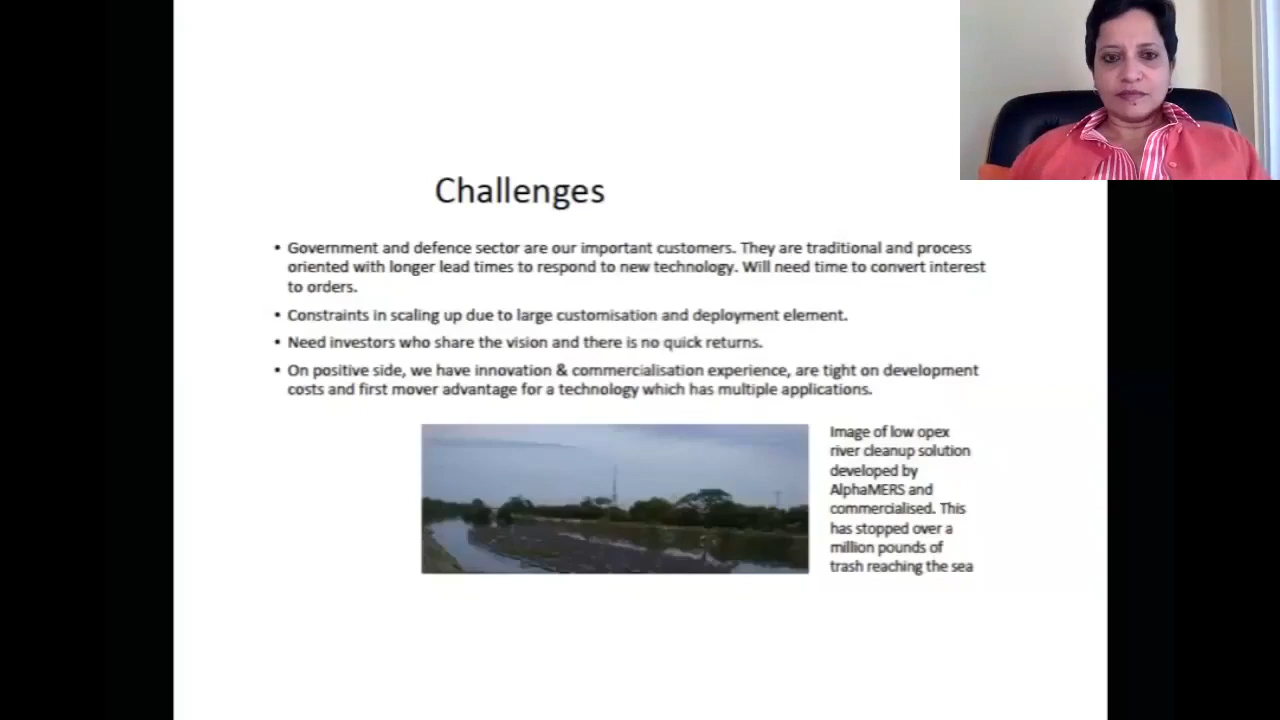 Challenges
• Government and defence sector are our important customers. They are traditional and process
oriented with longer lead times to respond to new technology. Will need time to convert interest
to orders.
• Constraints in scaling up due to large customisation and deployment element.
• Need investors who share the vision and there is no quick returns.
• On positive side, we have innovation & commercialisation experience, are tight on development
costs and first mover advantage for a technology which has multiple applications.
Image of low opex
river cleanup solution
developed by
AlphaMERS and
commercialised. This
has stopped over a
million pounds of
trash reaching the sea